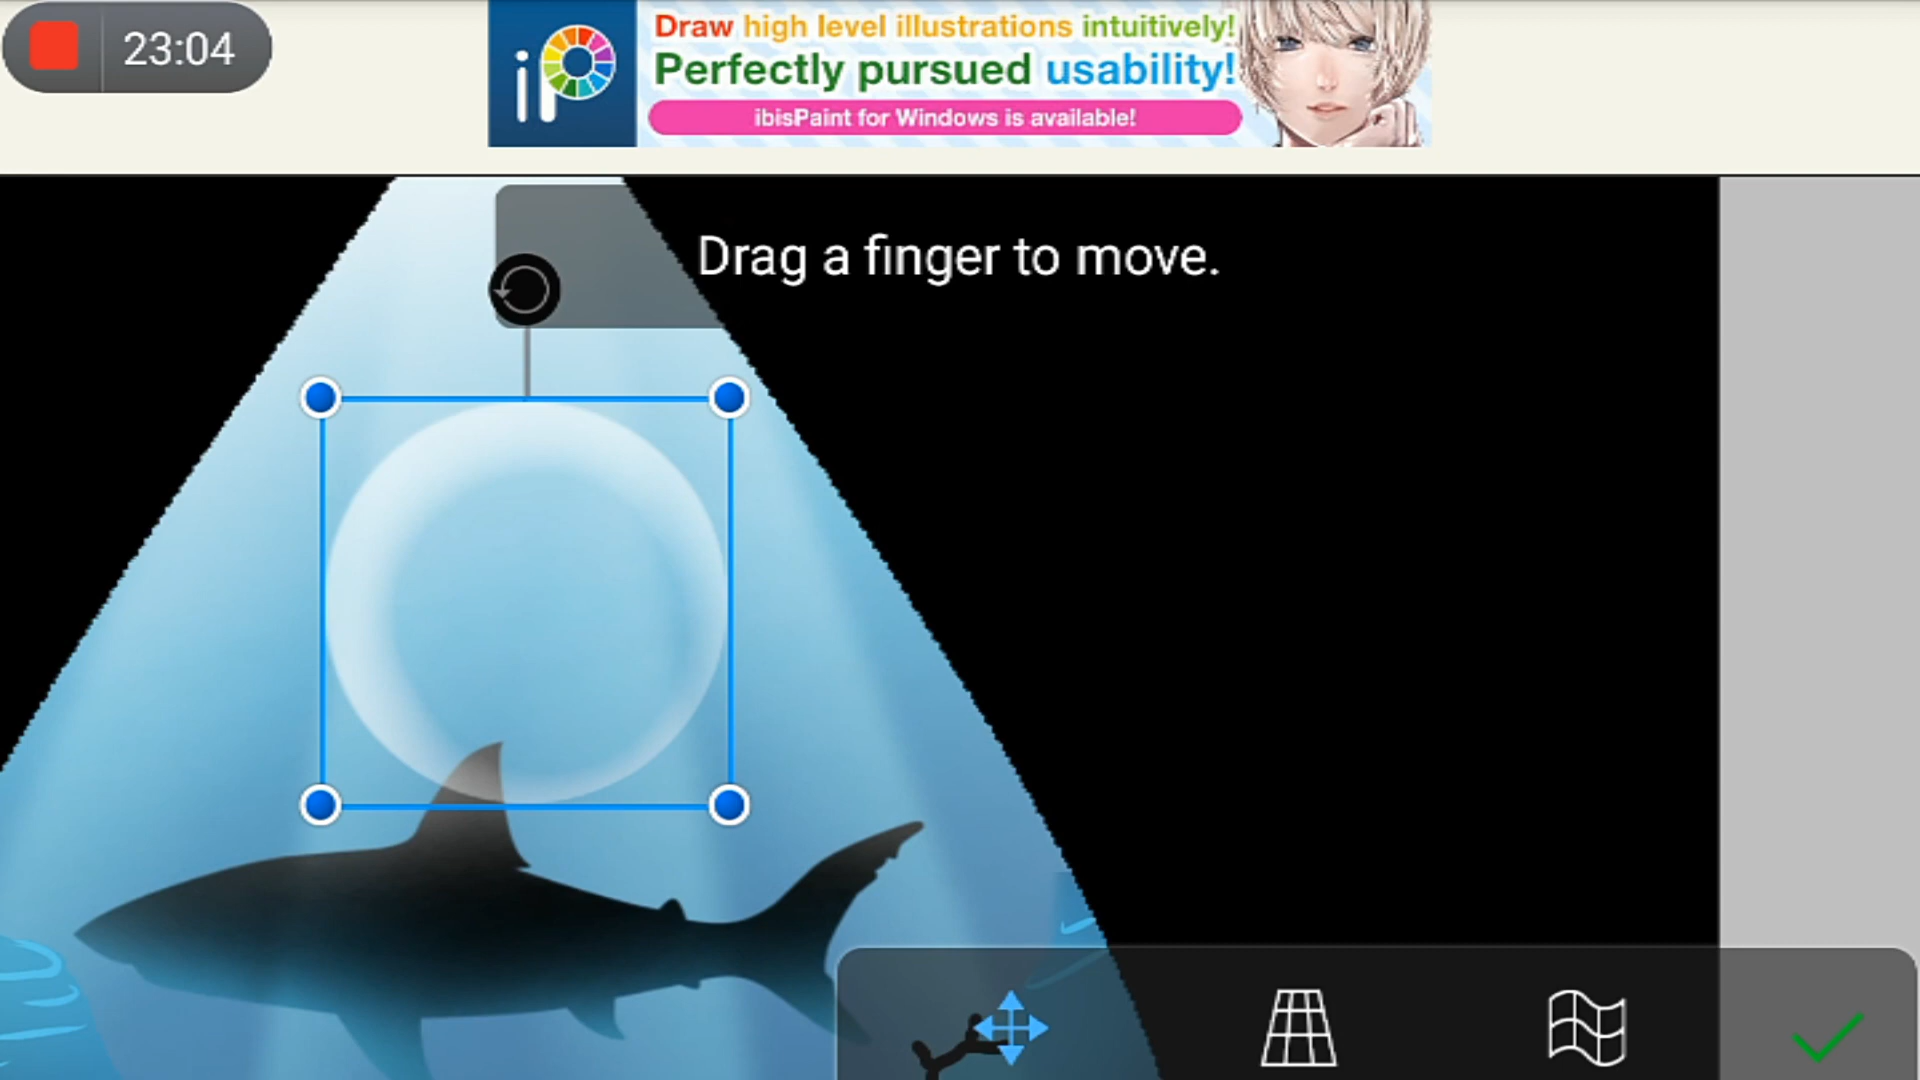 23:04
iP
Draw high level illustrations intuitively!
Perfectly pursued usability!
ibisPaint for Windows is available!
Drag a finger to move.